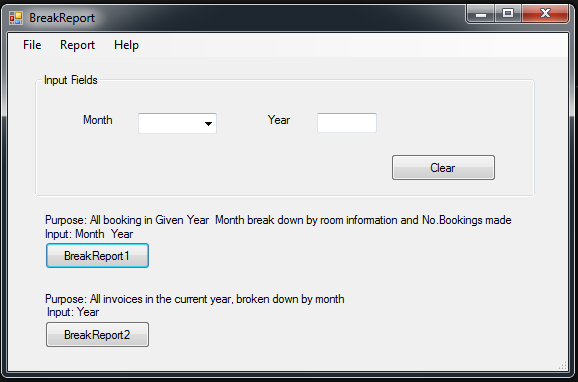 BreakReport
File Report Help
Input Fields
Month Year
Clear
Purpose: All booking in Given Year  Month break down by room information and No.Bookings made
Input: Month  Year
BreakReport1
Purpose: All invoices in the current year, broken down by month
Input: Year
BreakReport2